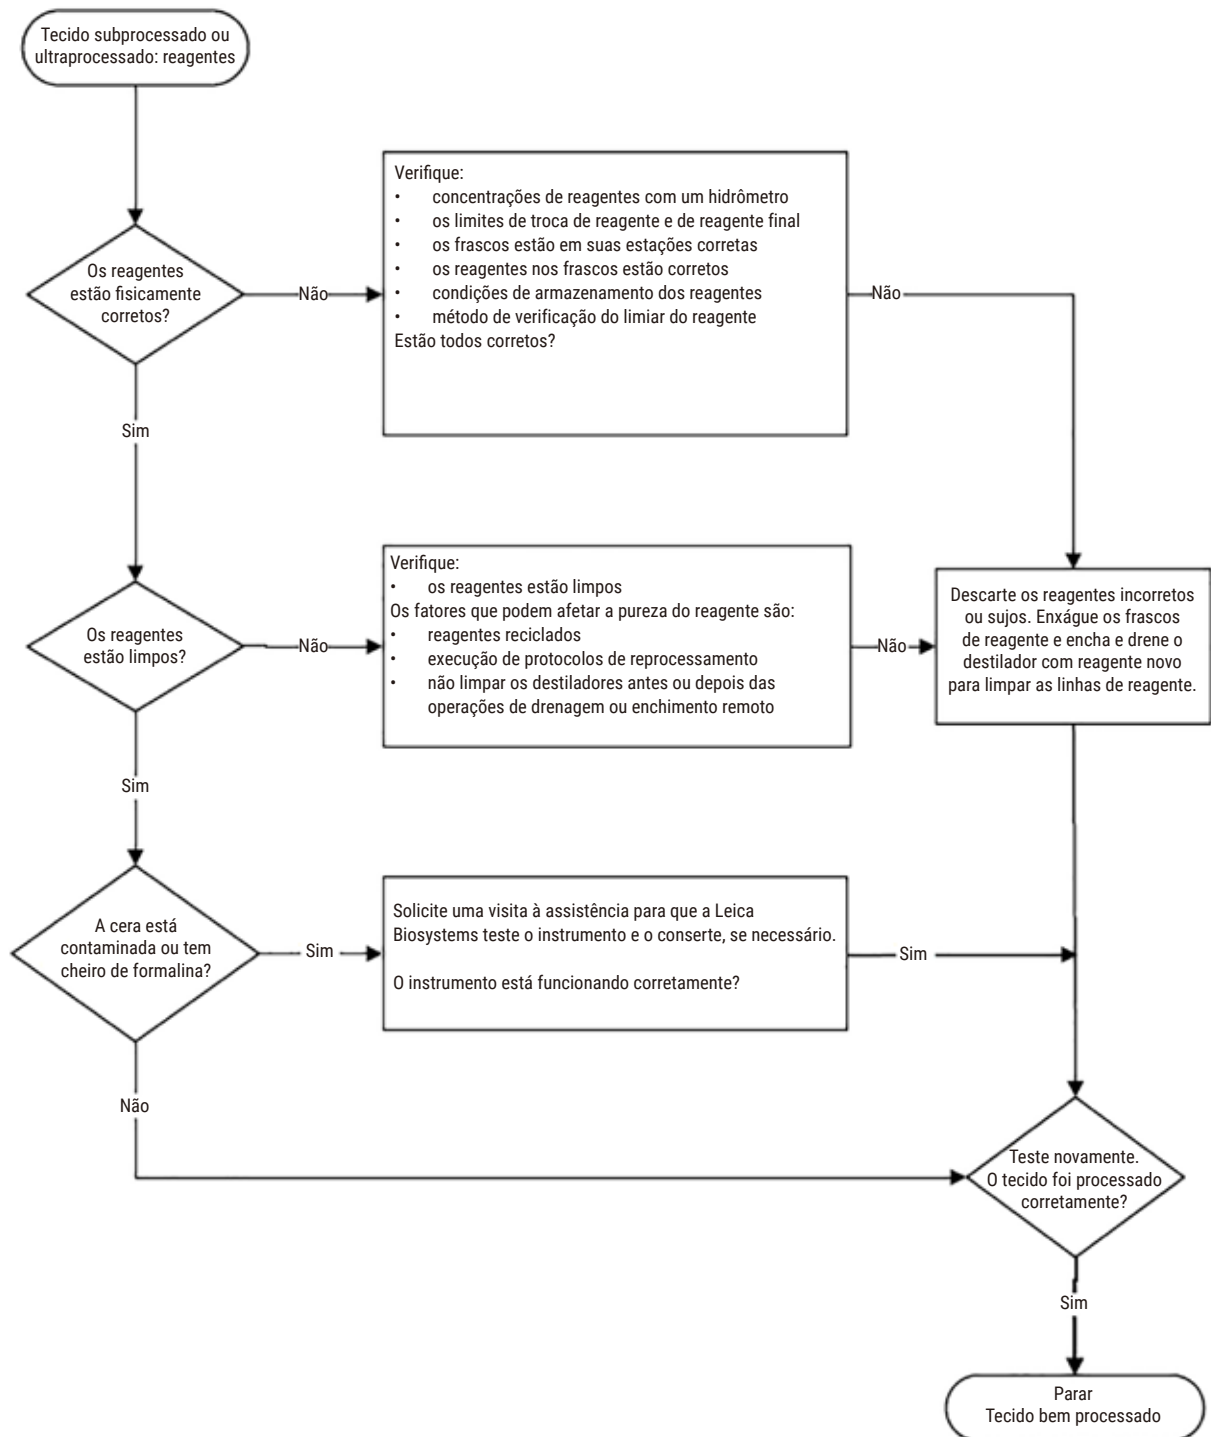 Tecido subprocessado ou
ultraprocessado: reagentes
Os reagentes
estão fisicamente
corretos?
Não
Verifique:
• concentrações de reagentes com um hidrômetro
• os limites de troca de reagente e de reagente final
• os frascos estão em suas estações corretas
• os reagentes nos frascos estão corretos
• condições de armazenamento dos reagentes
• método de verificação do limiar do reagente
Estão todos corretos?
Não
Sim
Os reagentes
estão limpos?
Não
Verifique:
• os reagentes estão limpos
Os fatores que podem afetar a pureza do reagente são:
• reagentes reciclados
• execução de protocolos de reprocessamento
• não limpar os destiladores antes ou depois das
operações de drenagem ou enchimento remoto
Não
Descarte os reagentes incorretos
ou sujos. Enxágue os frascos
de reagente e encha e drene o
destilador com reagente novo
para limpar as linhas de reagente.
Sim
A cera está
contaminada ou tem
cheiro de formalina?
Sim
Solicite uma visita à assistência para que a Leica
Biosystems teste o instrumento e o conserte, se necessário.
O instrumento está funcionando corretamente?
Sim
Não
Teste novamente.
O tecido foi processado
corretamente?
Sim
Parar
Tecido bem processado